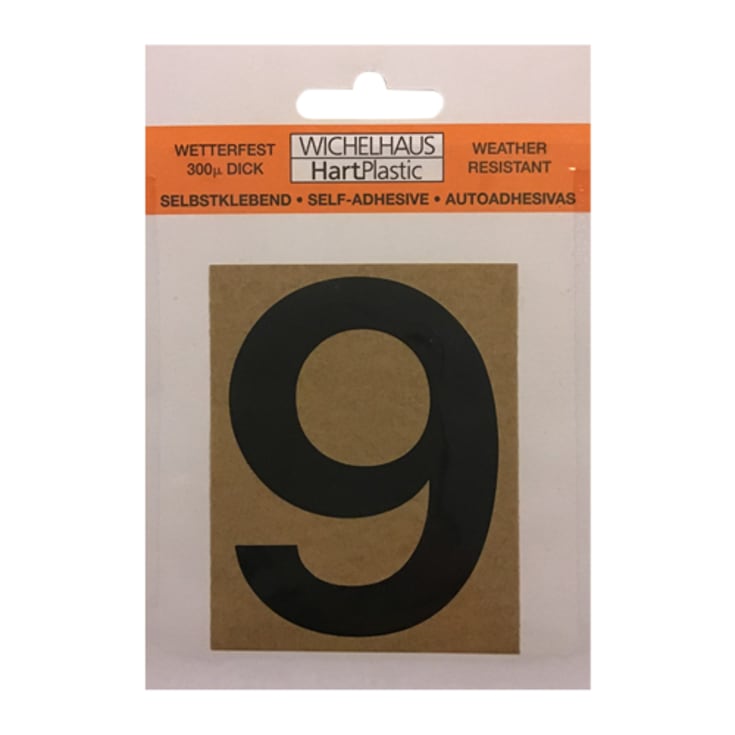 WETTERFEST
300µ DICK
WICHELHAUS
HartPlastic
WEATHER
RESISTANT
SELBSTKLEBEND • SELF-ADHESIVE • AUTOADHESIVAS
9